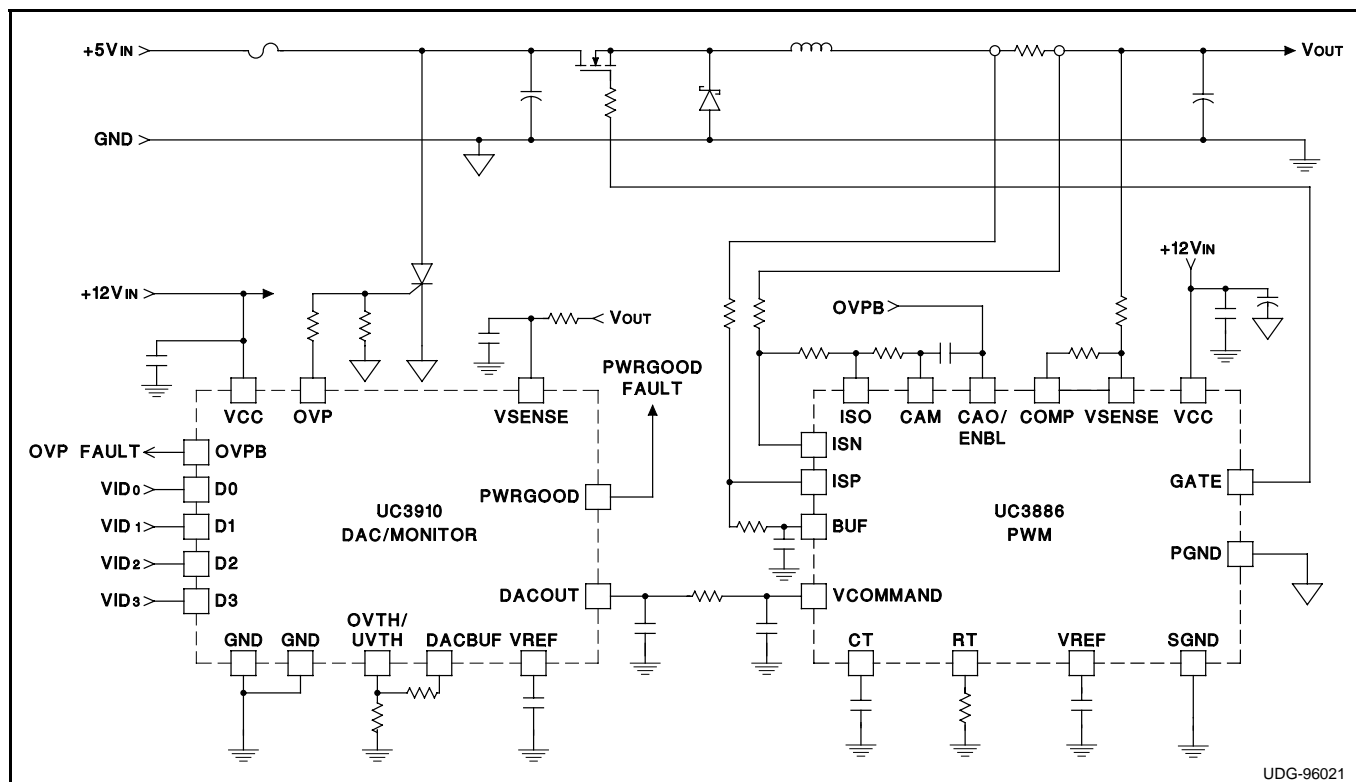 +5VIN
VOUT
GND
+12VIN
+12VIN
OVPB
VOUT
PWRGOOD
FAULT
VCC
OVP
VSENSE
ISO
CAM
CAO/
ENBL
COMP
VSENSE
VCC
OVP FAULT
OVPB
ISN
VID0
D0
PWRGOOD
ISP
GATE
UC3910
DAC/MONITOR
UC3886
PWM
VID1
D1
BUF
VID2
D2
PGND
VID3
D3
DACOUT
VCOMMAND
GND
GND
OVTH/
UVTH
DACBUF
VREF
CT
RT
VREF
SGND
UDG-96021